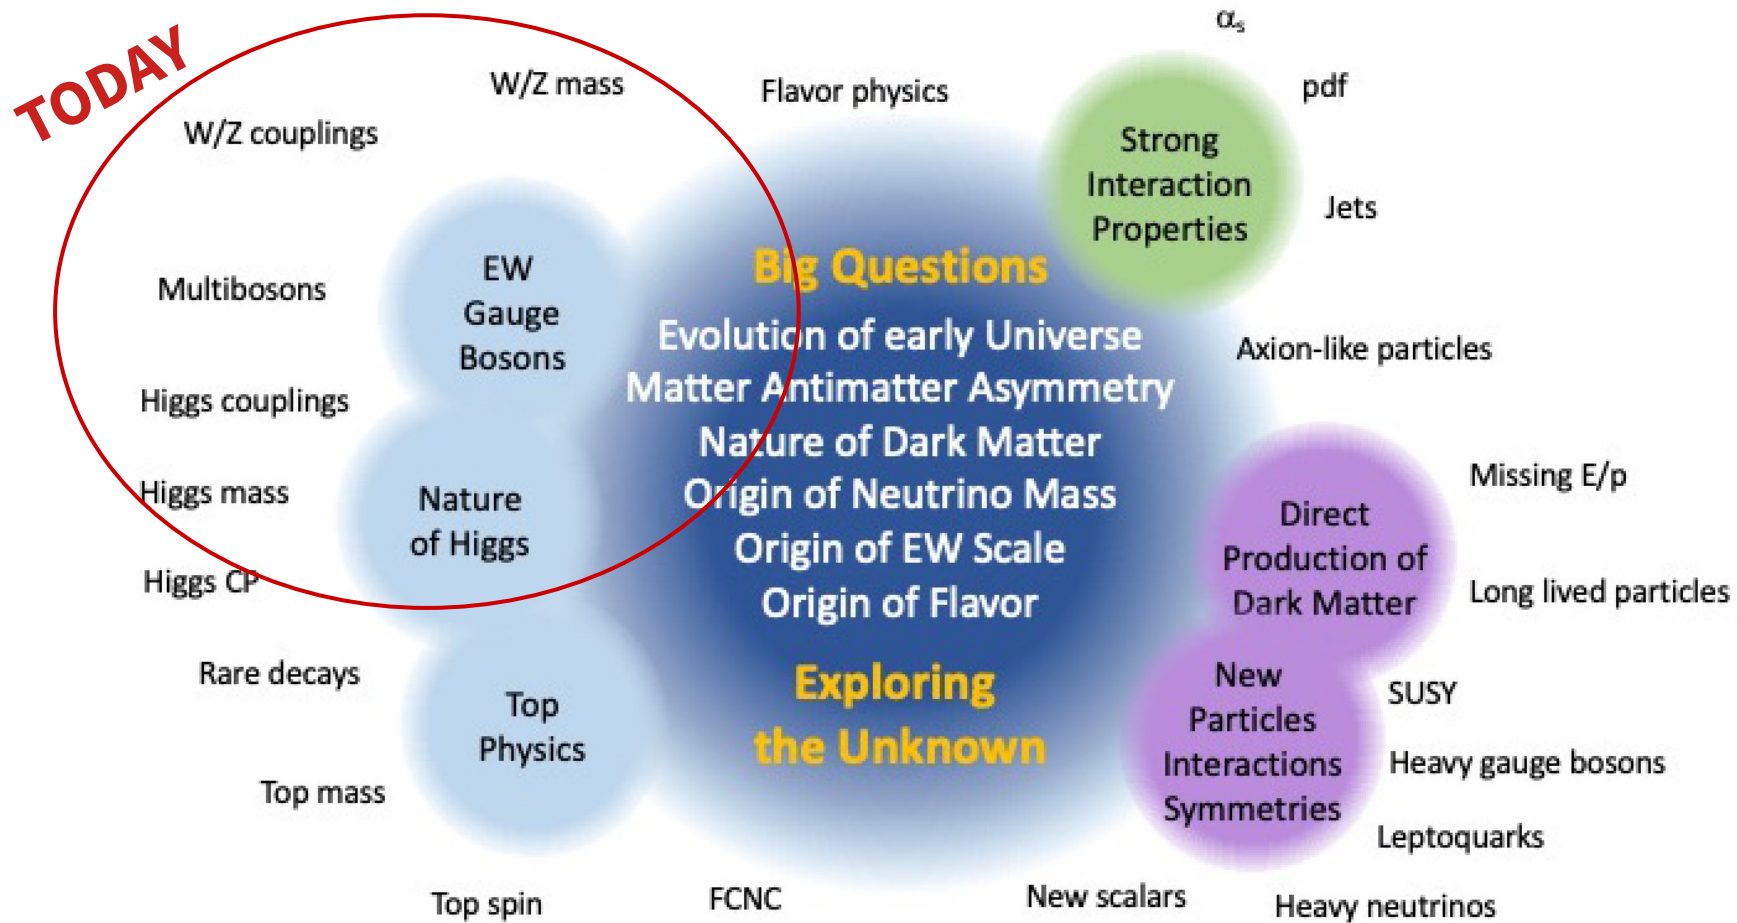 TODAY
W/Z couplings
W/Z mass
Flavor physics
αs
pdf
Jets
Strong
Interaction
Properties
Multibosons
EW
Gauge
Bosons
Big Questions
Evolution of early Universe
Matter Antimatter Asymmetry
Nature of Dark Matter
Origin of Neutrino Mass
Origin of EW Scale
Origin of Flavor
Exploring
the Unknown
Axion-like particles
Higgs couplings
Higgs mass
Nature
of Higgs
Higgs CP
Missing E/p
Direct
Production of
Dark Matter
Long lived particles
Rare decays
Top
Physics
Top mass
New
Particles
Interactions
Symmetries
SUSY
Heavy gauge bosons
Leptoquarks
Top spin
FCNC
New scalars
Heavy neutrinos